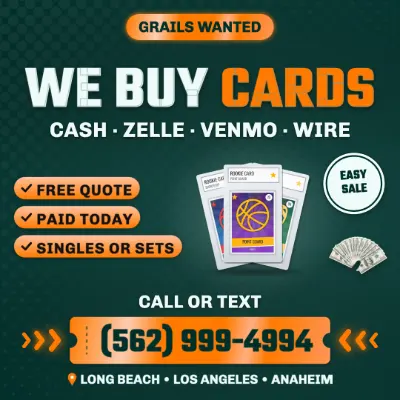 GRAILS WANTED
WE BUY CARDS
CASH · ZELLE · VENMO · WIRE
EASY
SALE
FREE QUOTE
PAID TODAY
SINGLES OR SETS
ROOKIE CARD
CALL OR TEXT
(562) 999-4994
LONG BEACH • LOS ANGELES • ANAHEIM